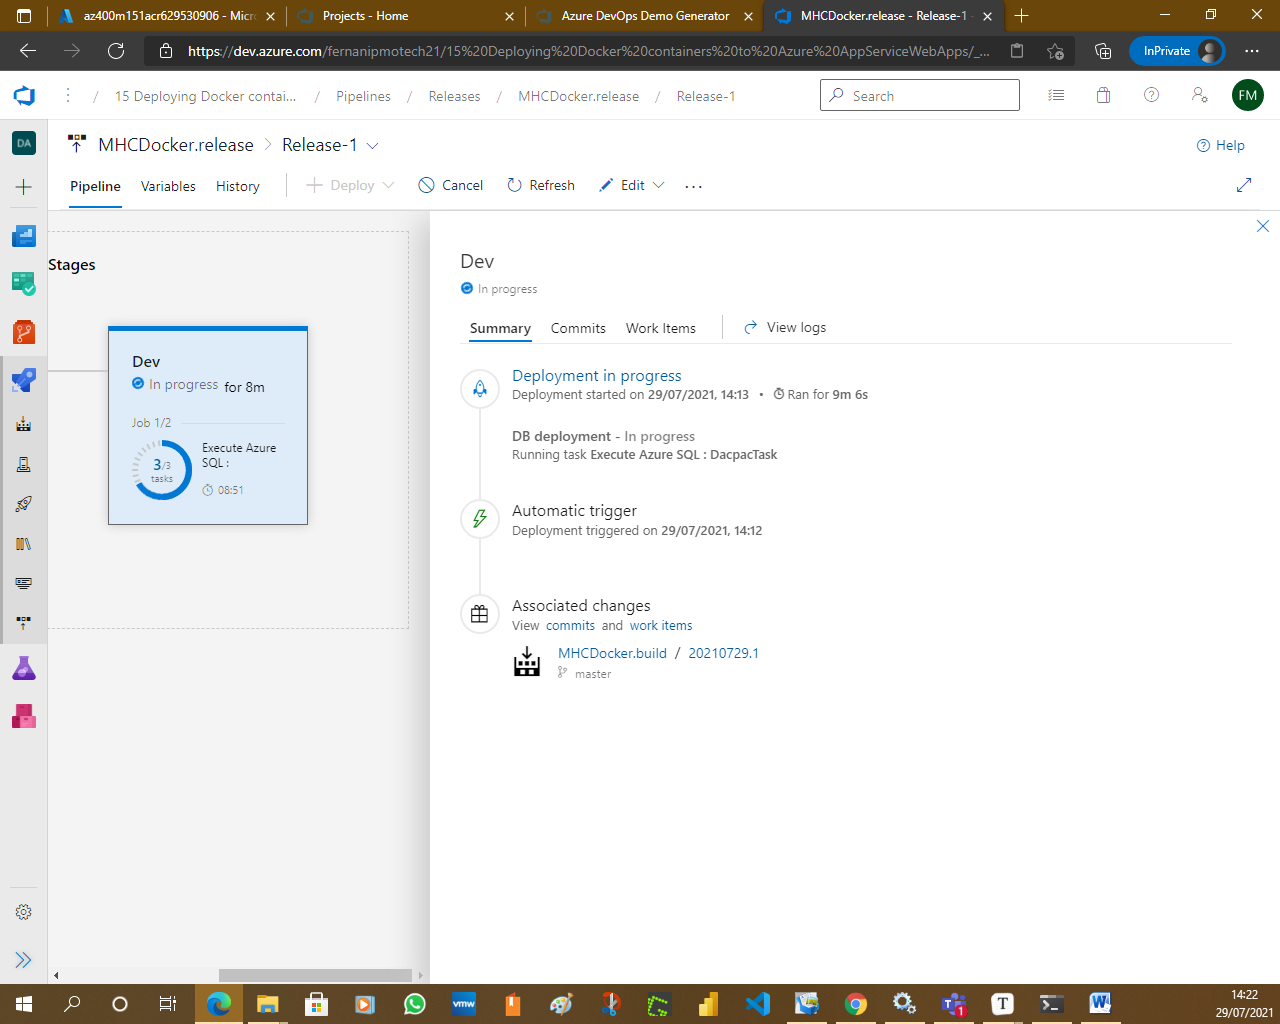 az400m151acr629530906 - Micro
Projects - Home
Azure DevOps Demo Generator
MHCDocker.release - Release-1 -
https://dev.azure.com/fernanipmotech21/15%20Deploying%20Docker%20containers%20to%20Azure%20AppServiceWebApps/_...
InPrivate
15 Deploying Docker contai...
/
Pipelines
/
Releases
/
MHCDocker.release
/
Release-1
Search
FM
DA
MHCDocker.release
Release-1
Help
Pipeline
Variables
History
Deploy
Cancel
Refresh
Edit
Stages
Dev
In progress for 8m
Job 1/2
3/3
tasks
Execute Azure
SQL :
08:51
Dev
In progress
Summary
Commits
Work Items
View logs
Deployment in progress
Deployment started on 29/07/2021, 14:13 • Ran for 9m 6s
DB deployment - In progress
Running task Execute Azure SQL : DacpacTask
Automatic trigger
Deployment triggered on 29/07/2021, 14:12
Associated changes
View commits and work items
MHCDocker.build / 20210729.1
master
vmw
T
1
W
14:22
29/07/2021